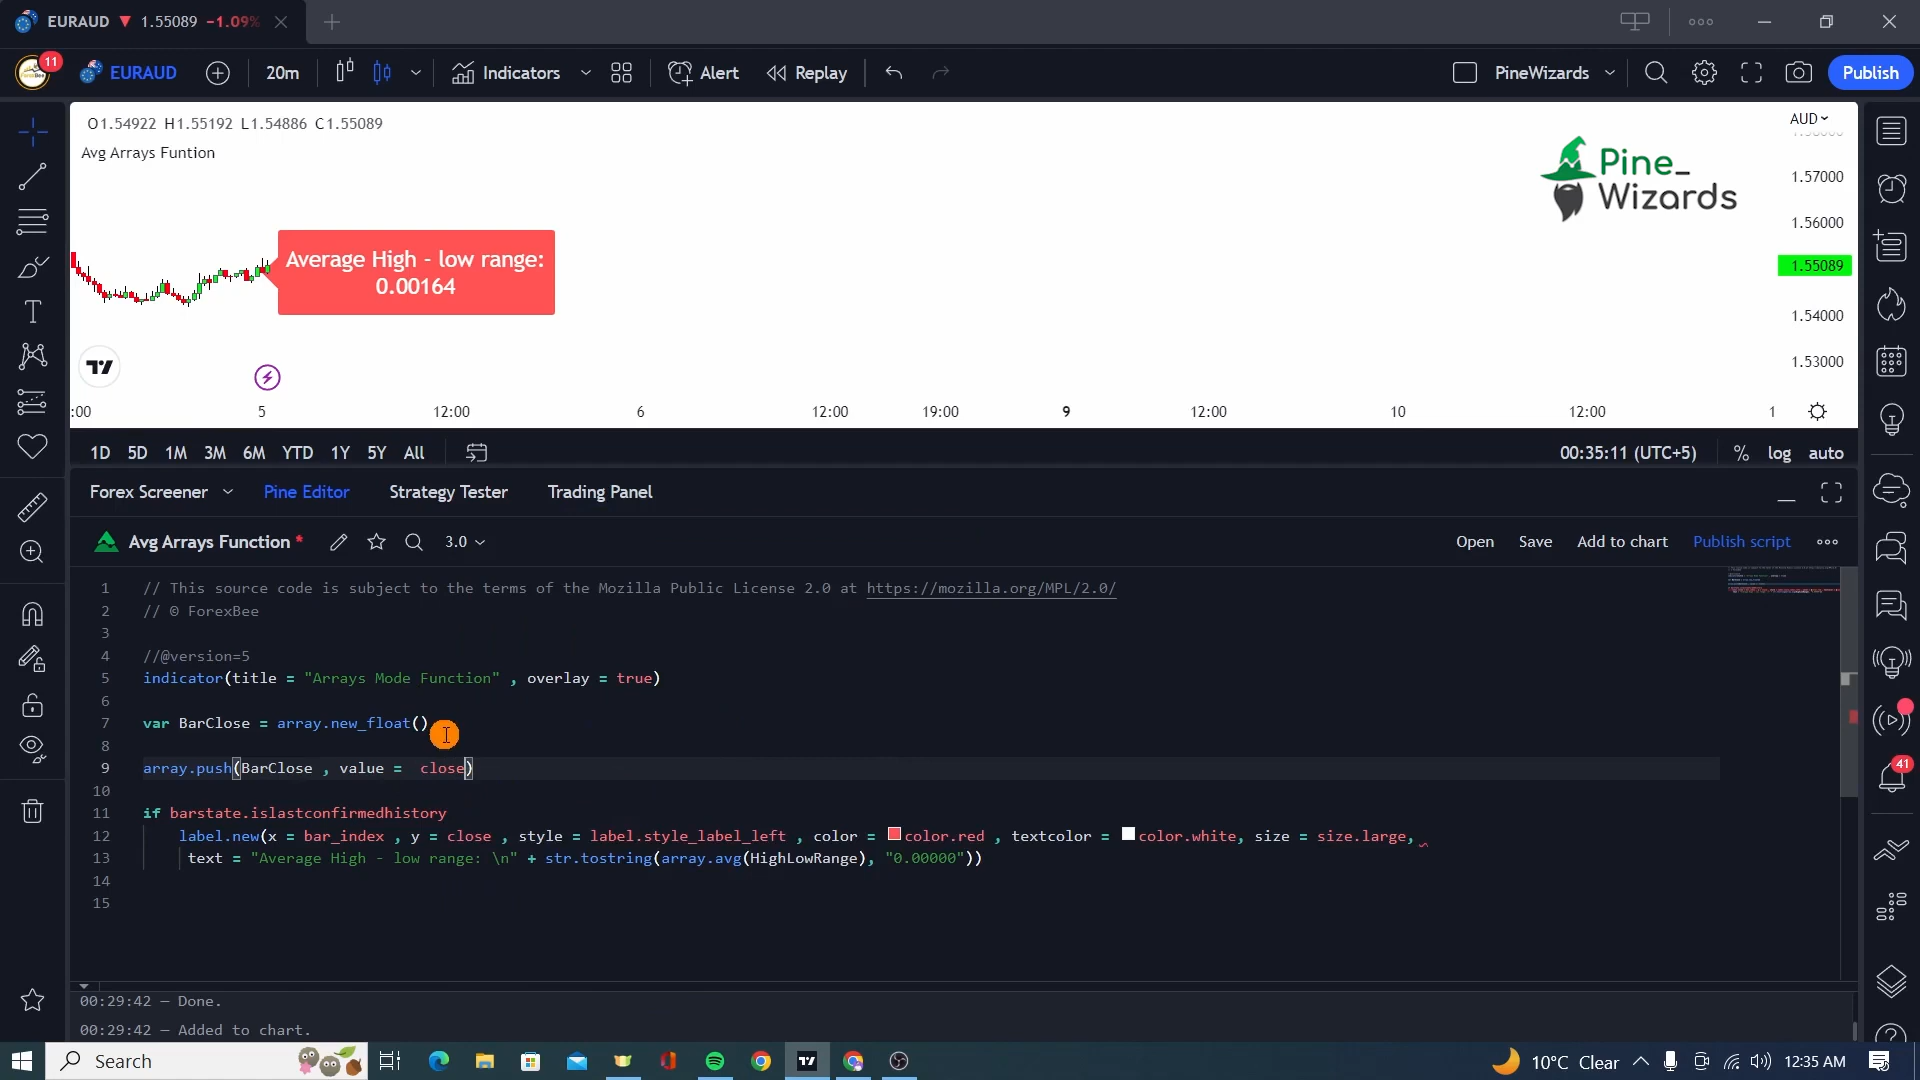 EURAUD ▼ 1.55089 −1.09%
11 EURAUD 20m Indicators Alert Replay PineWizards Publish
O1.54922 H1.55192 L1.54886 C1.55089
AUD
Avg Arrays Funtion
Pine_
Wizards
1.57000
1.56000
Average High - low range:
0.00164
1.55089
1.54000
1.53000
:00 5 12:00 6 12:00 19:00 9 12:00 10 12:00 1
1D 5D 1M 3M 6M YTD 1Y 5Y All 00:35:11 (UTC+5) % log auto
Forex Screener Pine Editor Strategy Tester Trading Panel
Avg Arrays Function * 3.0 Open Save Add to chart Publish script
1 // This source code is subject to the terms of the Mozilla Public License 2.0 at https://mozilla.org/MPL/2.0/
2 // © ForexBee
3
4 //@version=5
5 indicator(title = "Arrays Mode Function" , overlay = true)
6
7 var BarClose = array.new_float()
8
9 array.push(BarClose , value =  close)
10
11 if barstate.islastconfirmedhistory
12 label.new(x = bar_index , y = close , style = label.style_label_left , color = color.red , textcolor = color.white, size = size.large,
13 text = "Average High - low range: \n" + str.tostring(array.avg(HighLowRange), "0.00000"))
14
15
41
00:29:42 — Done.
00:29:42 — Added to chart.
Search 10°C Clear 12:35 AM